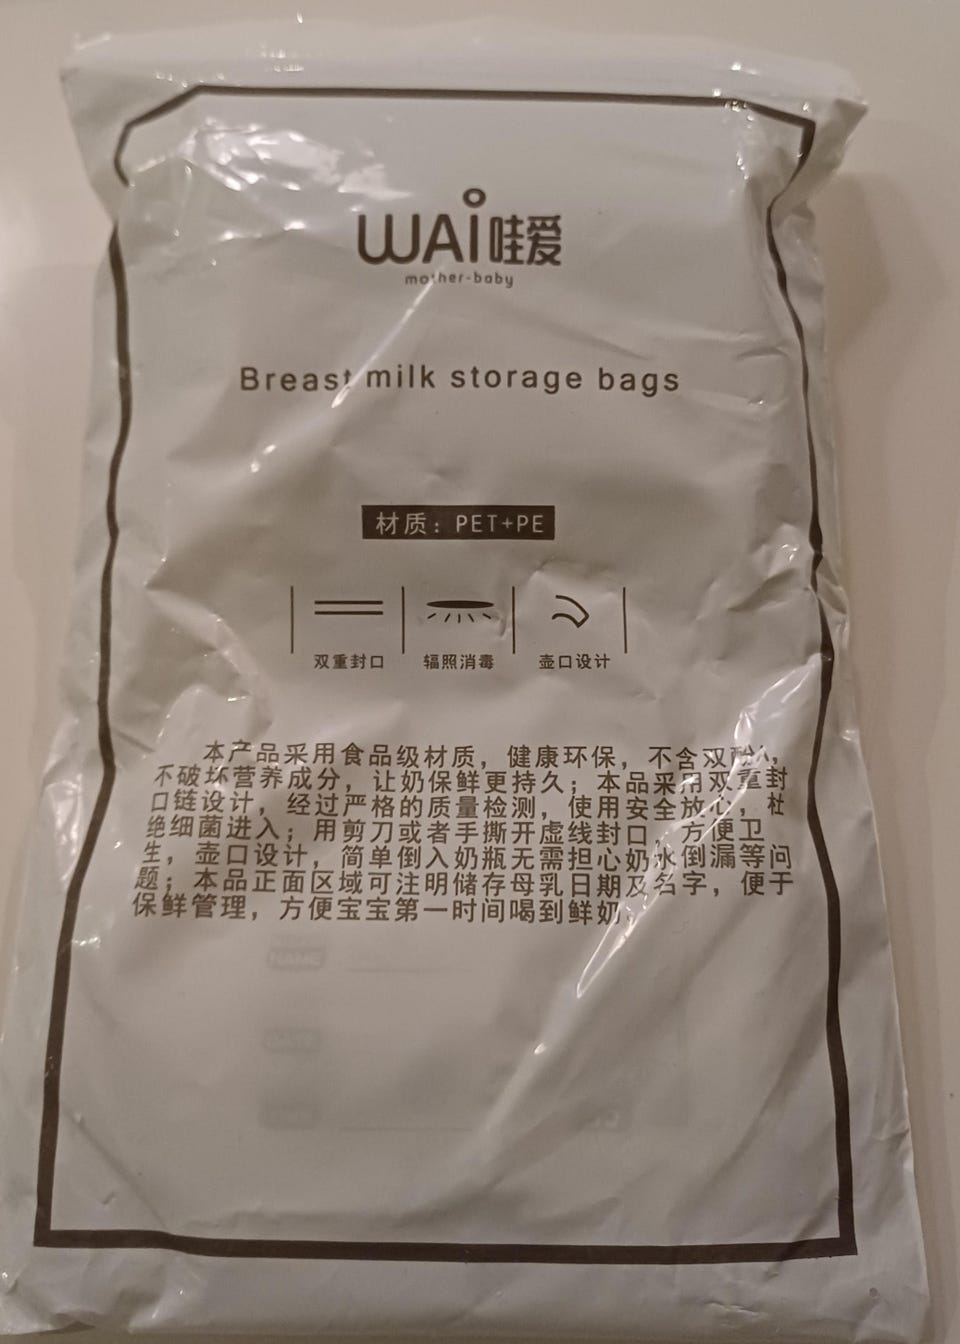 WAi哇爱
mother-baby
Breast milk storage bags
材质：PET+PE
双重封口 辐照消毒 壶口设计
本产品采用食品级材质，健康环保，不含双酚A，
不破坏营养成分，让奶保鲜更持久；本品采用双重封
口链设计，经过严格的质量检测，使用安全放心，杜
绝细菌进入；用剪刀或者手撕开虚线封口，方便卫
生，壶口设计，简单倒入奶瓶无需担心奶水倒漏等问
题；本品正面区域可注明储存母乳日期及名字，便于
保鲜管理，方便宝宝第一时间喝到鲜奶。
NAME